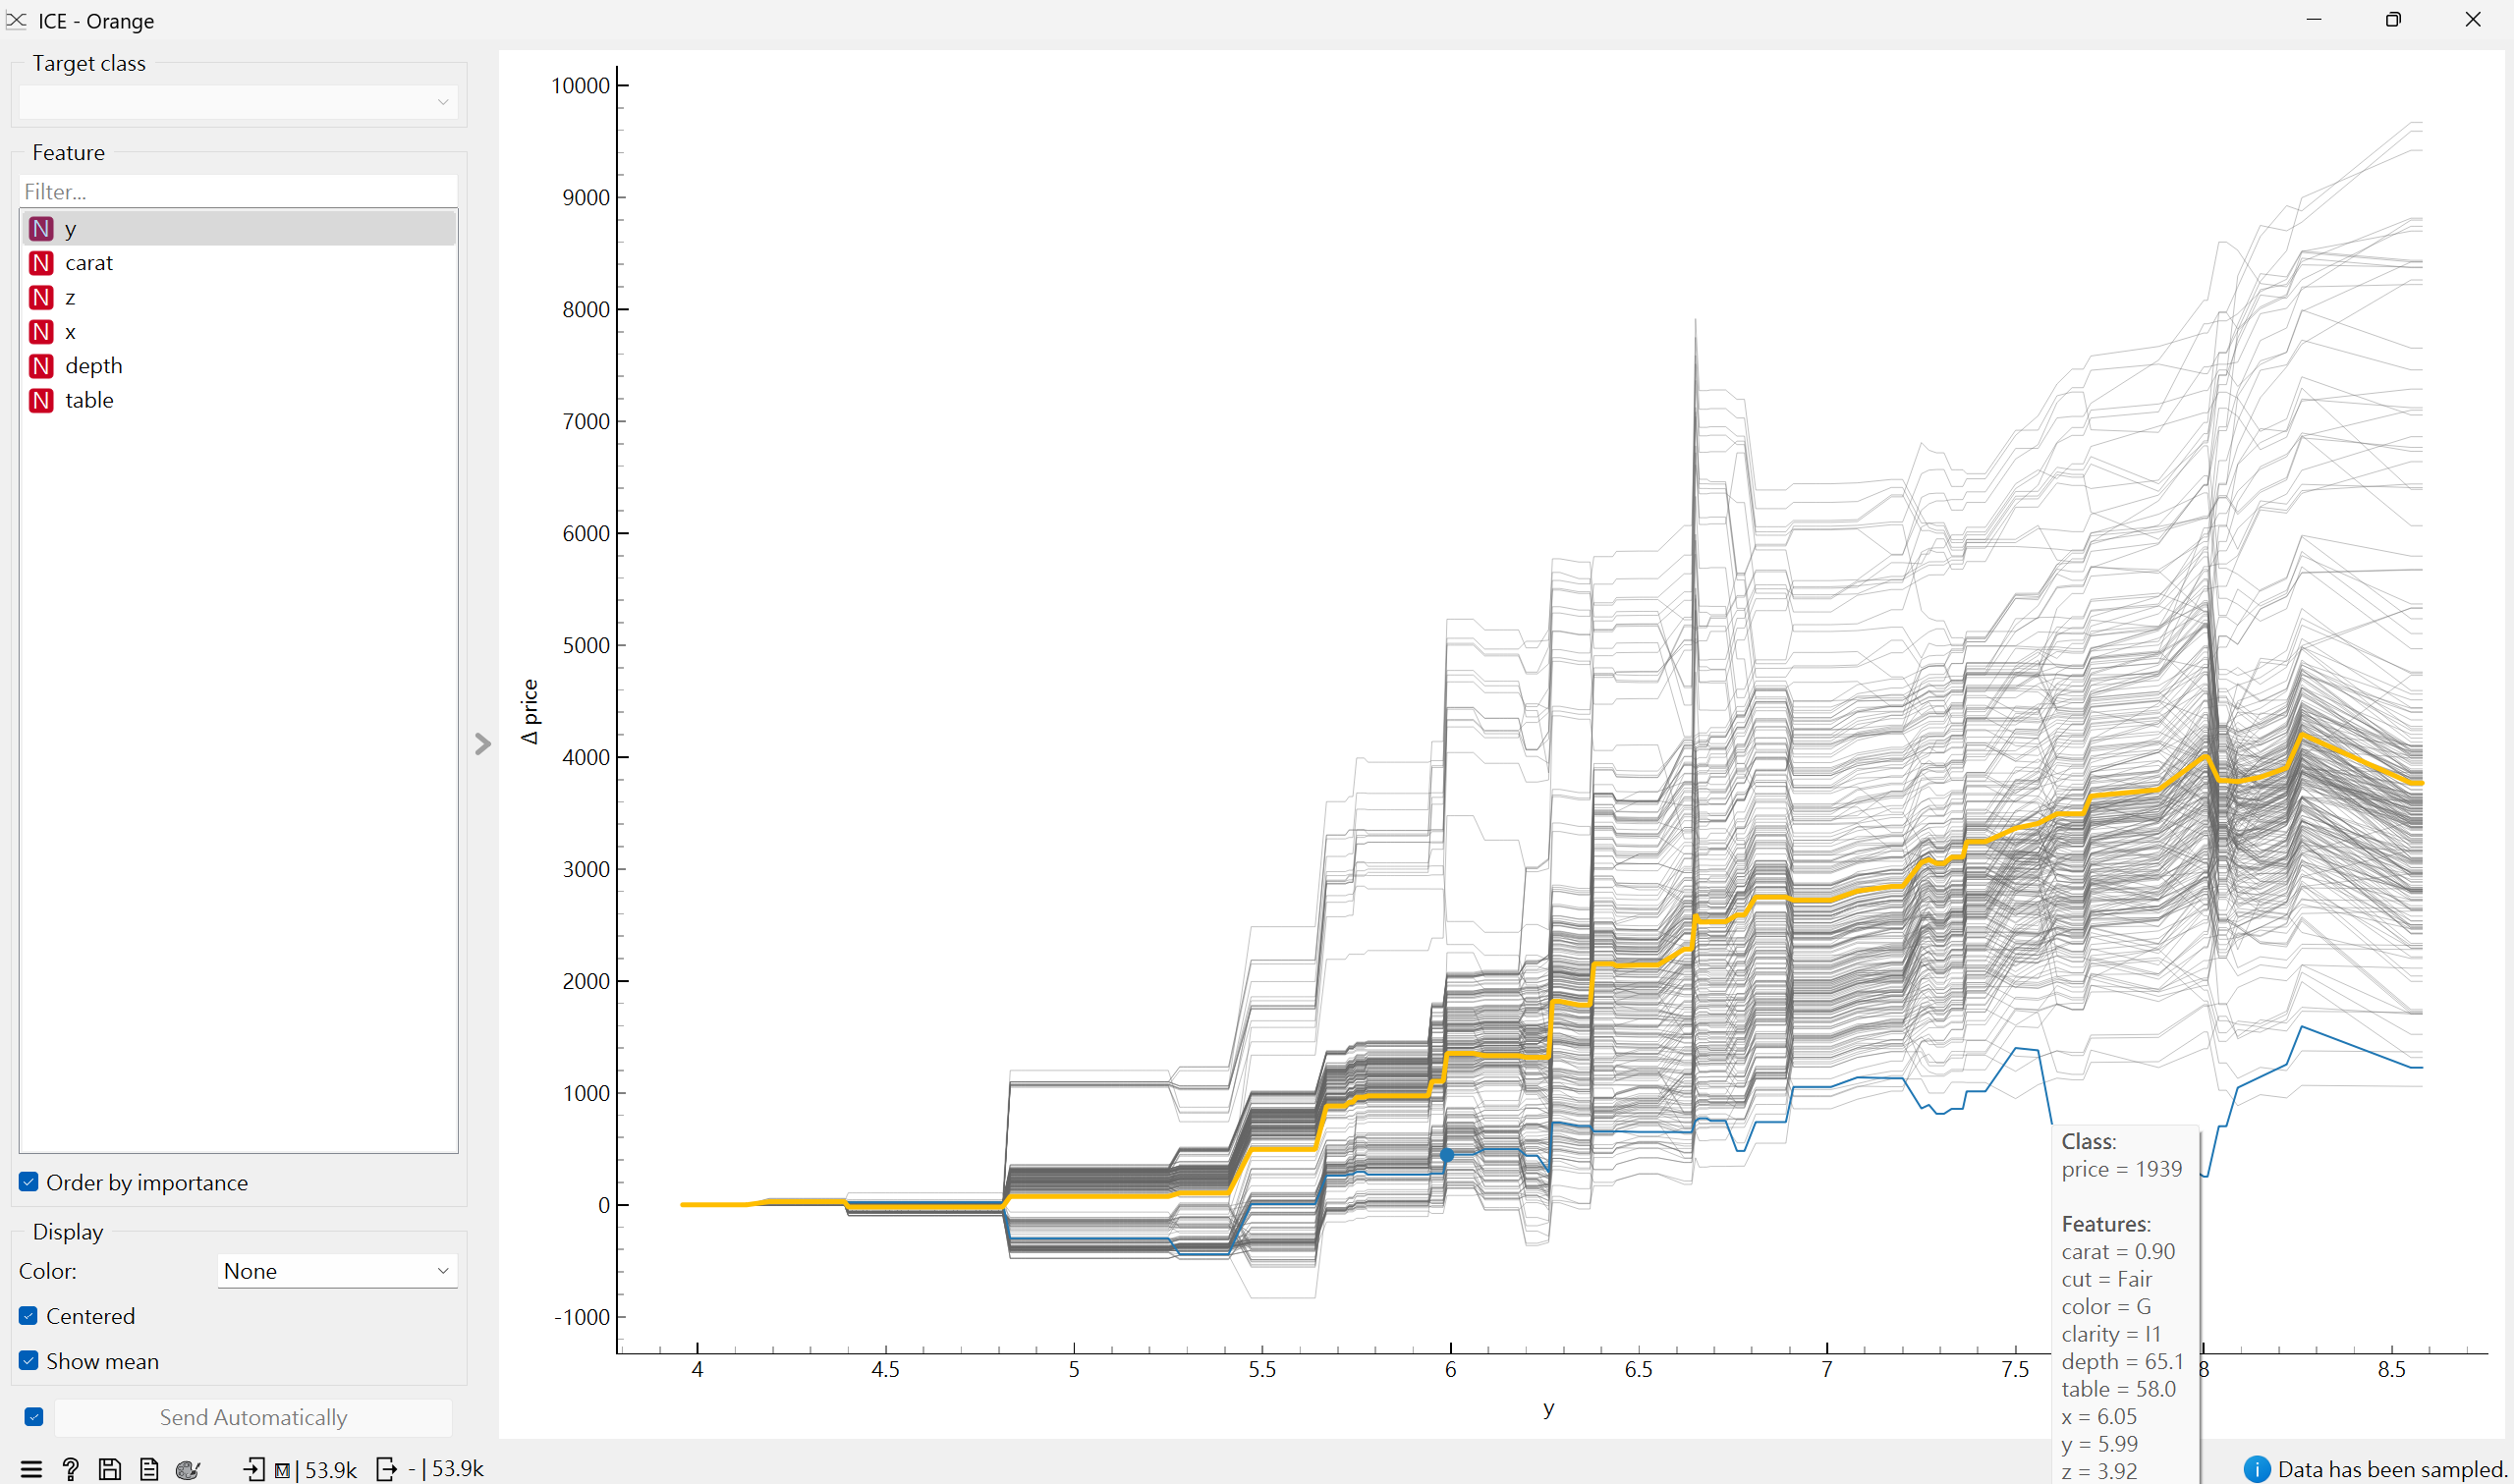 ICE - Orange
Target class
Feature
Filter...
N y
N carat
N z
N x
N depth
N table
Order by importance
Display
Color: None
Centered
Show mean
Send Automatically
M | 53.9k - | 53.9k
10000
9000
8000
7000
6000
5000
4000
3000
2000
1000
0
-1000
Δ price
4 4.5 5 5.5 6 6.5 7 7.5 8 8.5
y
Class:
price = 1939
Features:
carat = 0.90
cut = Fair
color = G
clarity = I1
depth = 65.1
table = 58.0
x = 6.05
y = 5.99
z = 3.92
Data has been sampled.